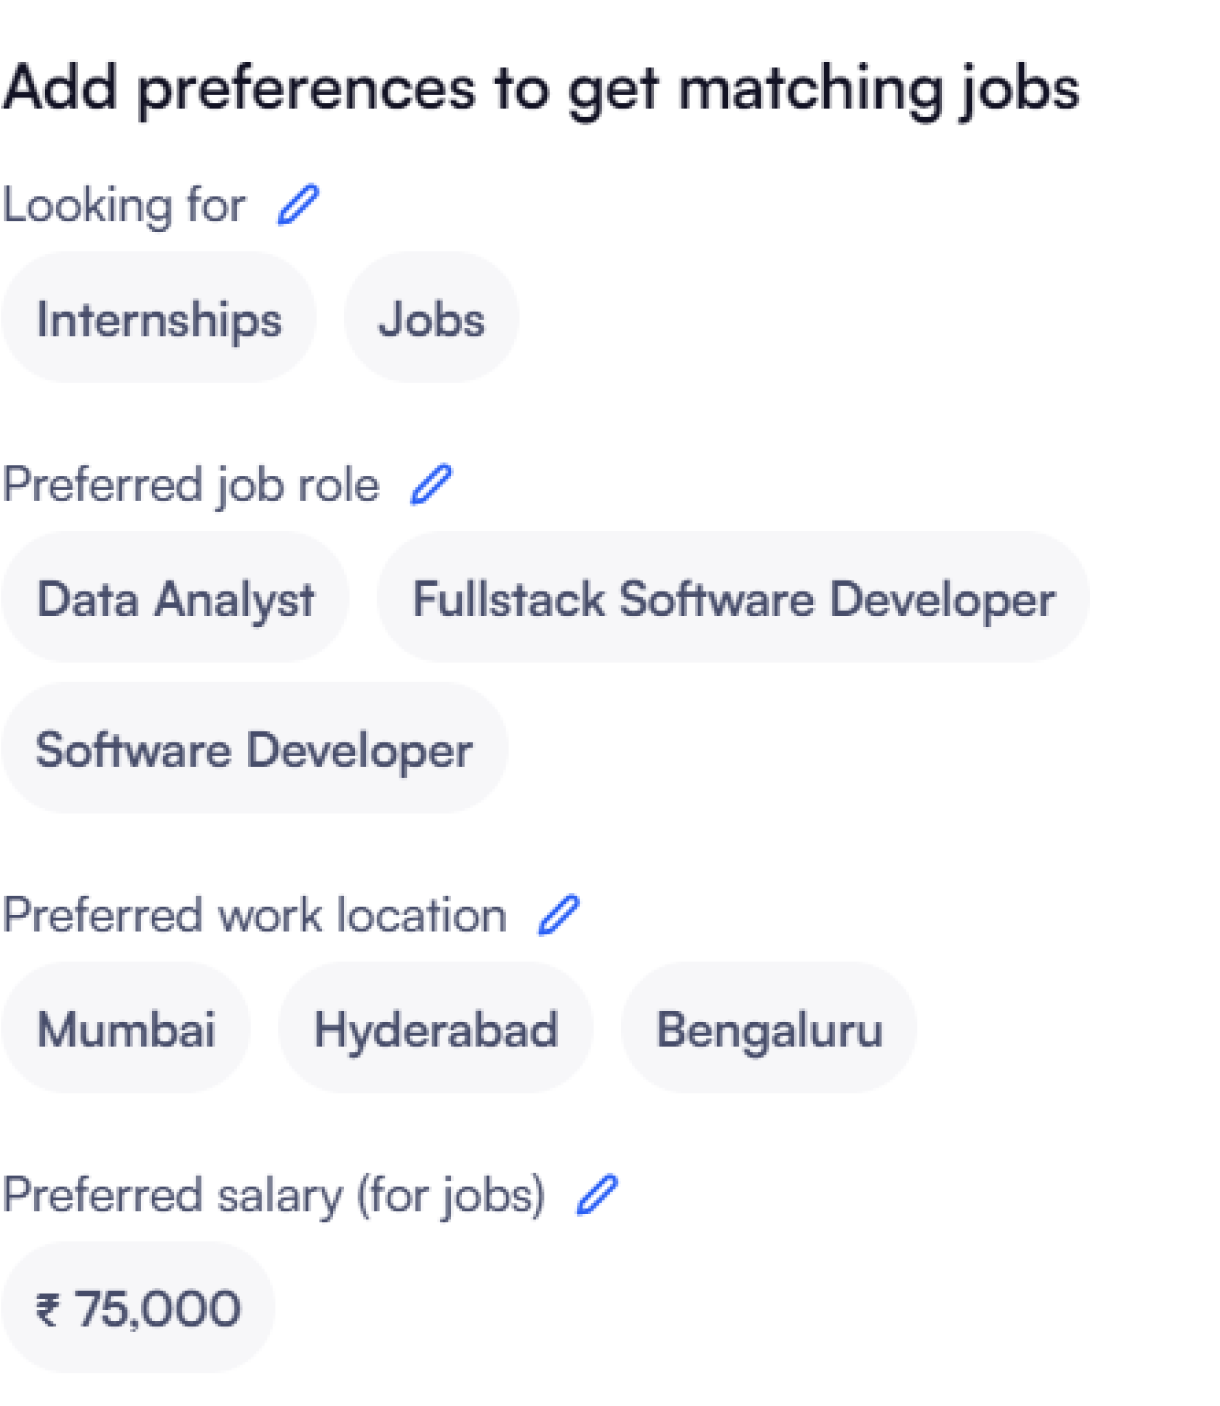 Add preferences to get matching jobs
Looking for
Internships Jobs
Preferred job role
Data Analyst Fullstack Software Developer
Software Developer
Preferred work location
Mumbai Hyderabad Bengaluru
Preferred salary (for jobs)
₹ 75,000